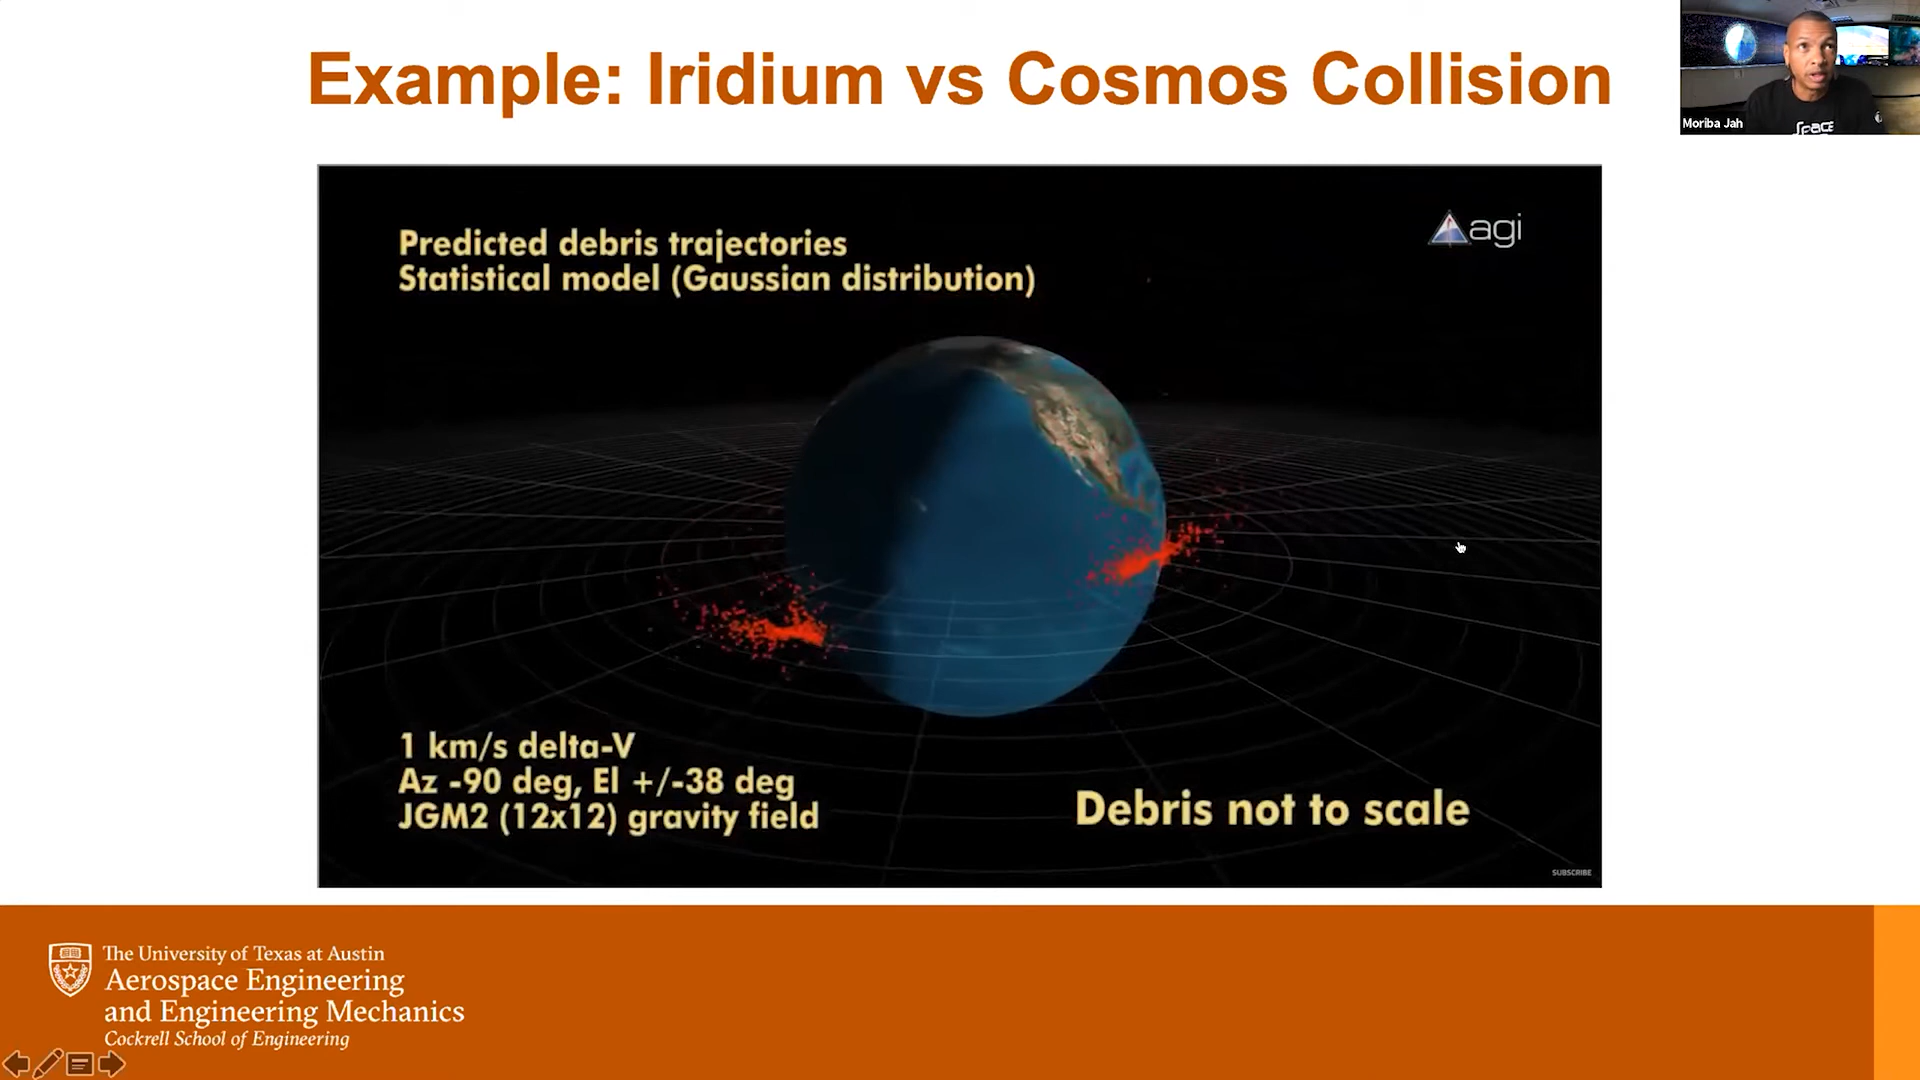 Example: Iridium vs Cosmos Collision
Moriba Jah
SPACE
agi
Predicted debris trajectories
Statistical model (Gaussian distribution)
1 km/s delta-V
Az -90 deg, El +/-38 deg
JGM2 (12x12) gravity field
Debris not to scale
SUBSCRIBE
The University of Texas at Austin
Aerospace Engineering
and Engineering Mechanics
Cockrell School of Engineering